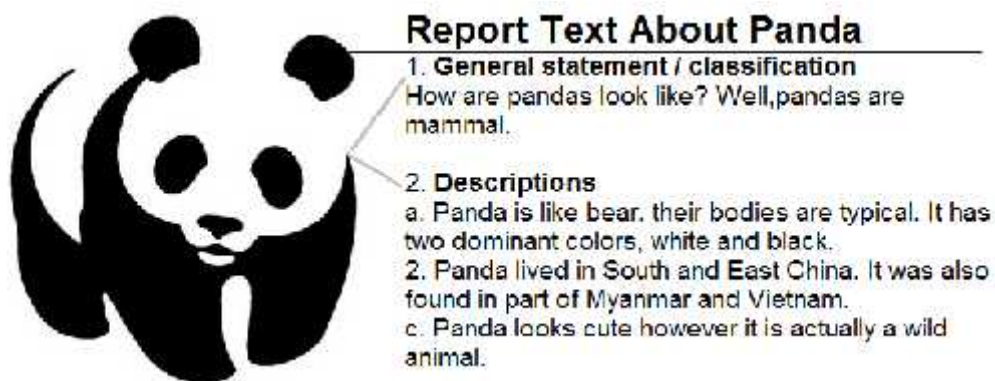 Report Text About Panda
1. General statement / classification
How are pandas look like? Well,pandas are
mammal.
2. Descriptions
a. Panda is like bear. their bodies are typical. It has
two dominant colors, white and black.
2. Panda lived in South and East China. It was also
found in part of Myanmar and Vietnam.
c. Panda looks cute however it is actually a wild
animal.